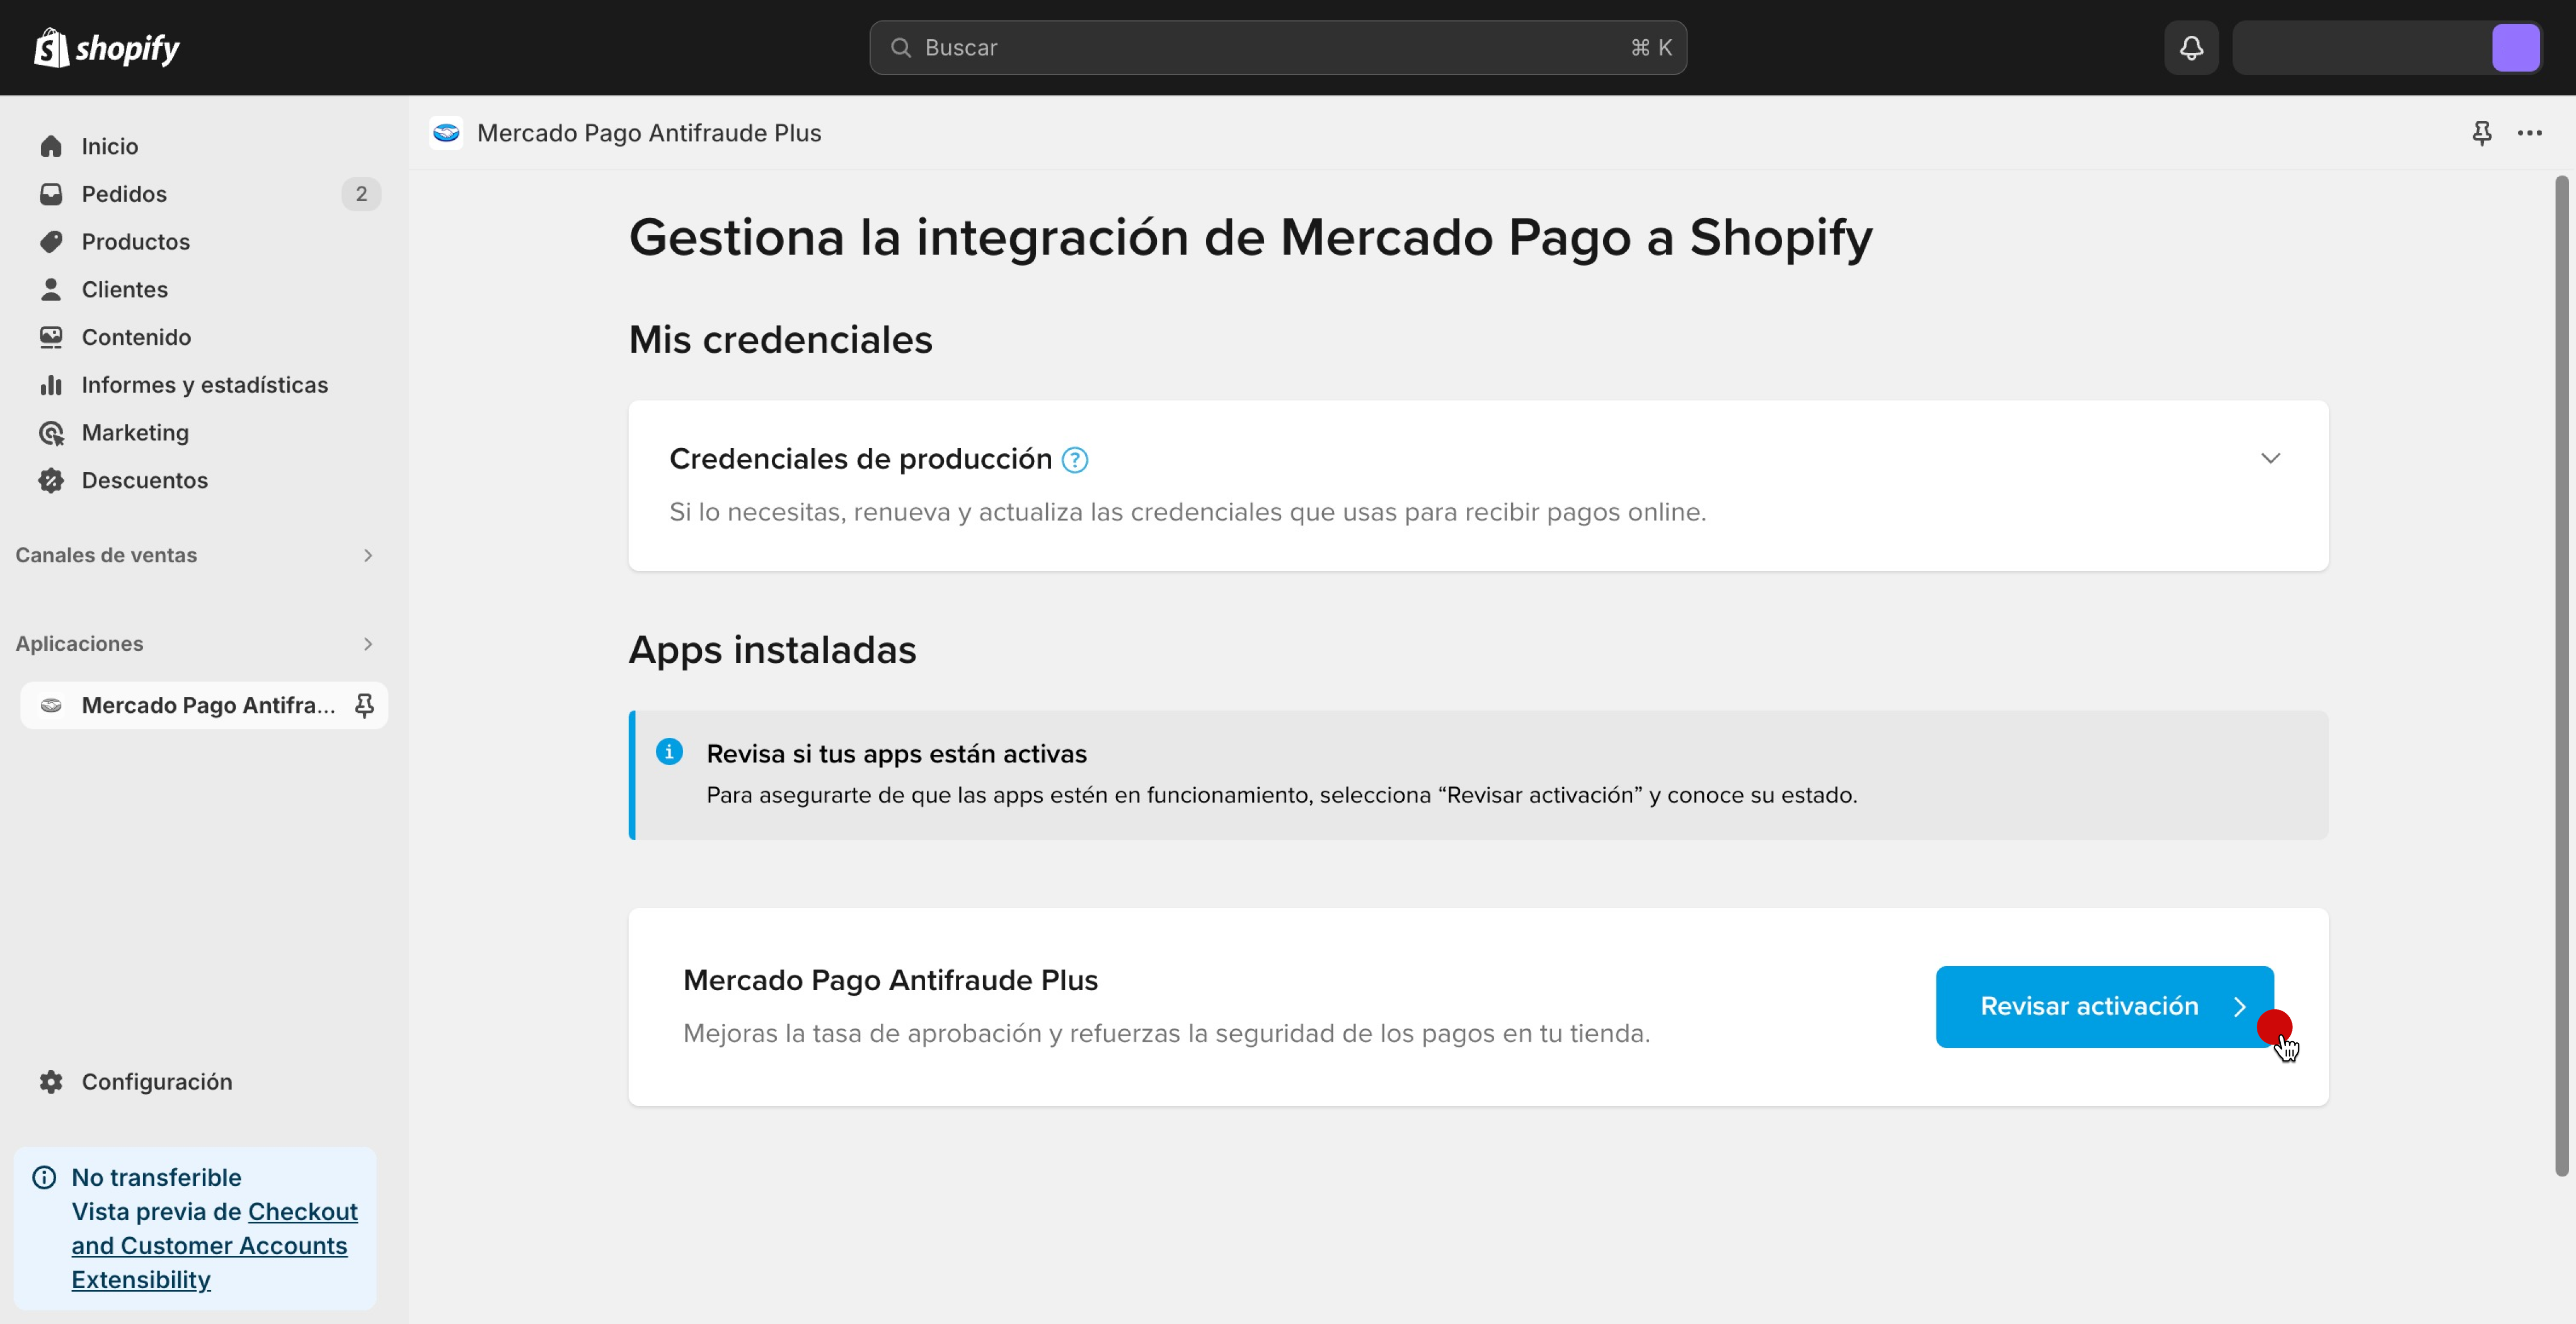 shopify
Buscar
⌘ K
Inicio
Pedidos
2
Productos
Clientes
Contenido
Informes y estadísticas
Marketing
Descuentos
Canales de ventas
Aplicaciones
Mercado Pago Antifra...
Configuración
No transferible
Vista previa de Checkout
and Customer Accounts
Extensibility
Mercado Pago Antifraude Plus
Gestiona la integración de Mercado Pago a Shopify
Mis credenciales
Credenciales de producción
Si lo necesitas, renueva y actualiza las credenciales que usas para recibir pagos online.
Apps instaladas
Revisa si tus apps están activas
Para asegurarte de que las apps estén en funcionamiento, selecciona “Revisar activación” y conoce su estado.
Mercado Pago Antifraude Plus
Mejoras la tasa de aprobación y refuerzas la seguridad de los pagos en tu tienda.
Revisar activación